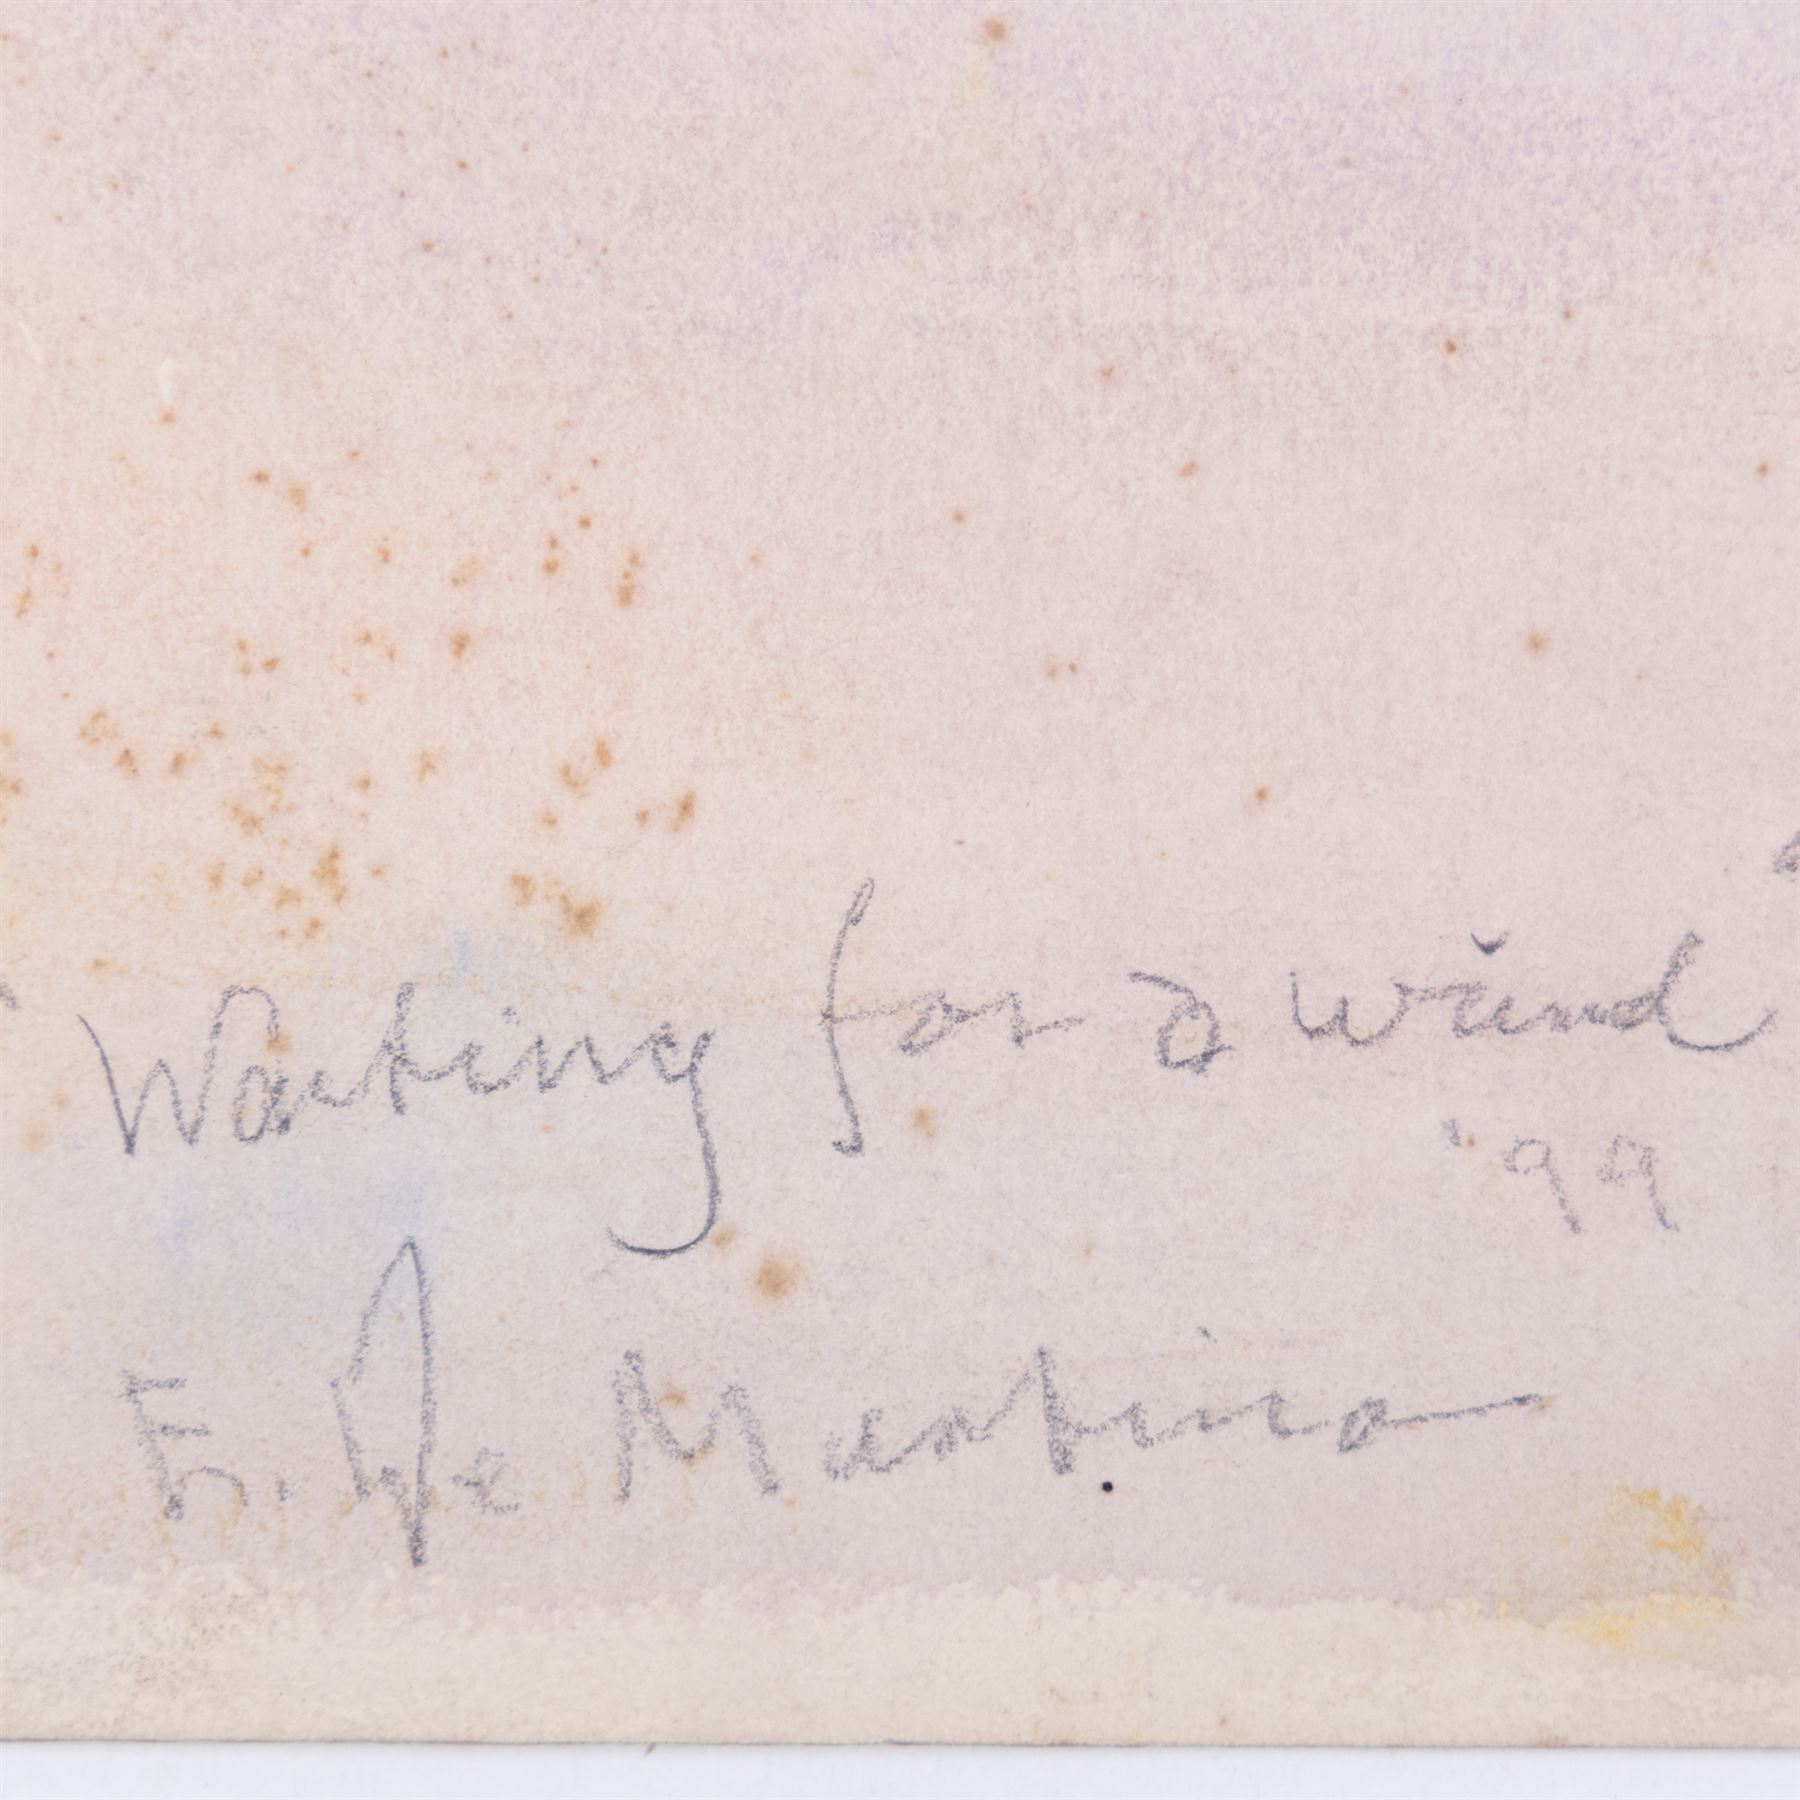 "Waiting for a wind"
'99
E. De Martino